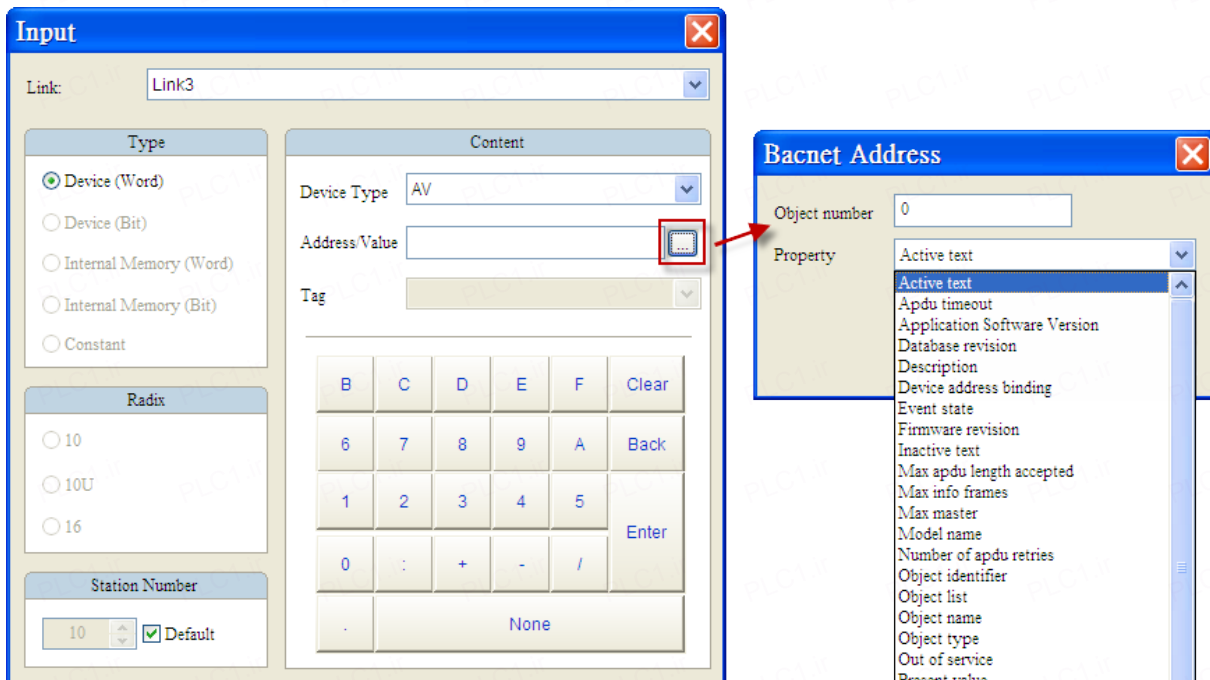 Input
Link:
Link3
Type
Device (Word)
Device (Bit)
Internal Memory (Word)
Internal Memory (Bit)
Constant
Radix
10
10U
16
Station Number
10
Default
Content
Device Type
AV
Address/Value
...
Tag
B C D E F Clear
6 7 8 9 A Back
1 2 3 4 5 Enter
0 : + - /
. None
Bacnet Address
Object number
0
Property
Active text
Active text
Apdu timeout
Application Software Version
Database revision
Description
Device address binding
Event state
Firmware revision
Inactive text
Max apdu length accepted
Max info frames
Max master
Model name
Number of apdu retries
Object identifier
Object list
Object name
Object type
Out of service
Present value